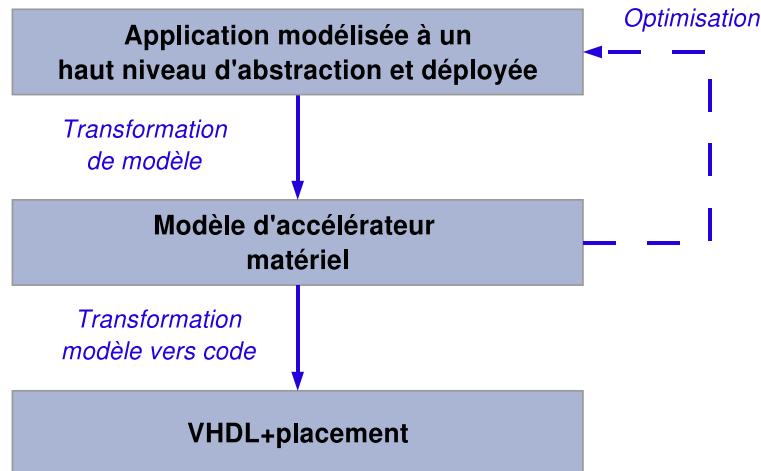 Optimisation
Application modélisée à un
haut niveau d'abstraction et déployée
Transformation
de modèle
Modèle d'accélérateur
matériel
Transformation
modèle vers code
VHDL+placement